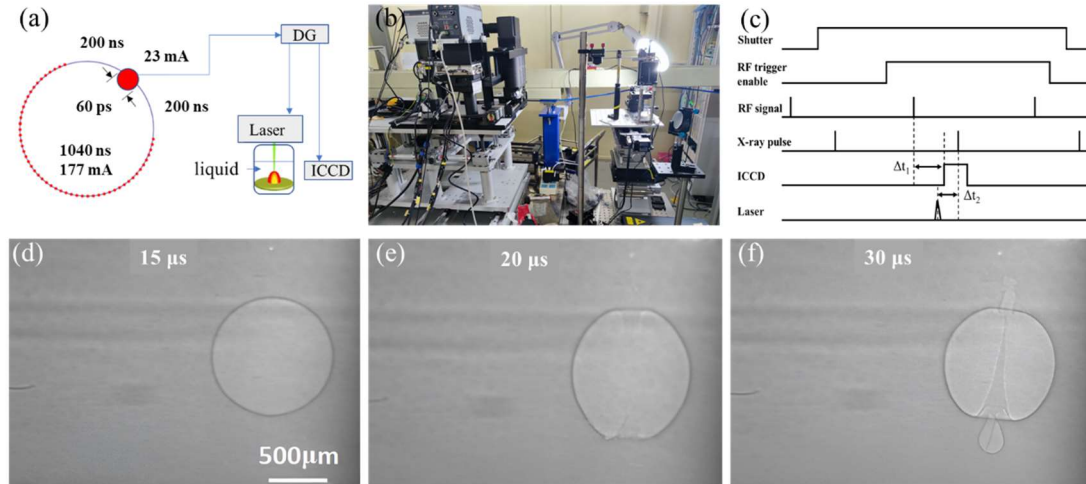 (a)
200 ns
23 mA
60 ps
200 ns
1040 ns
177 mA
DG
Laser
liquid
ICCD
(b)
(c)
Shutter
RF trigger
enable
RF signal
X-ray pulse
Δt1
ICCD
Δt2
Laser
(d)
15 μs
500μm
(e)
20 μs
(f)
30 μs